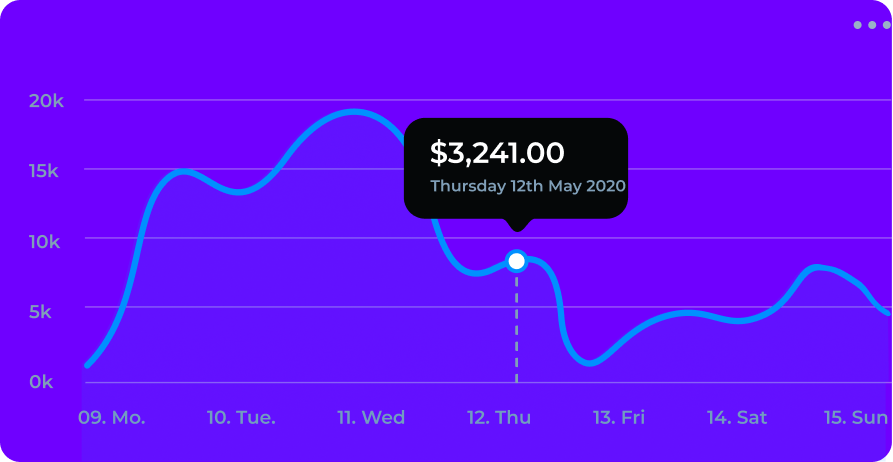 20k
$3,241.00
15k
Thursday 12th May 2020
10k
5k
0k
09. Mo. 10. Tue. 11. Wed 12. Thu 13. Fri 14. Sat 15. Sun